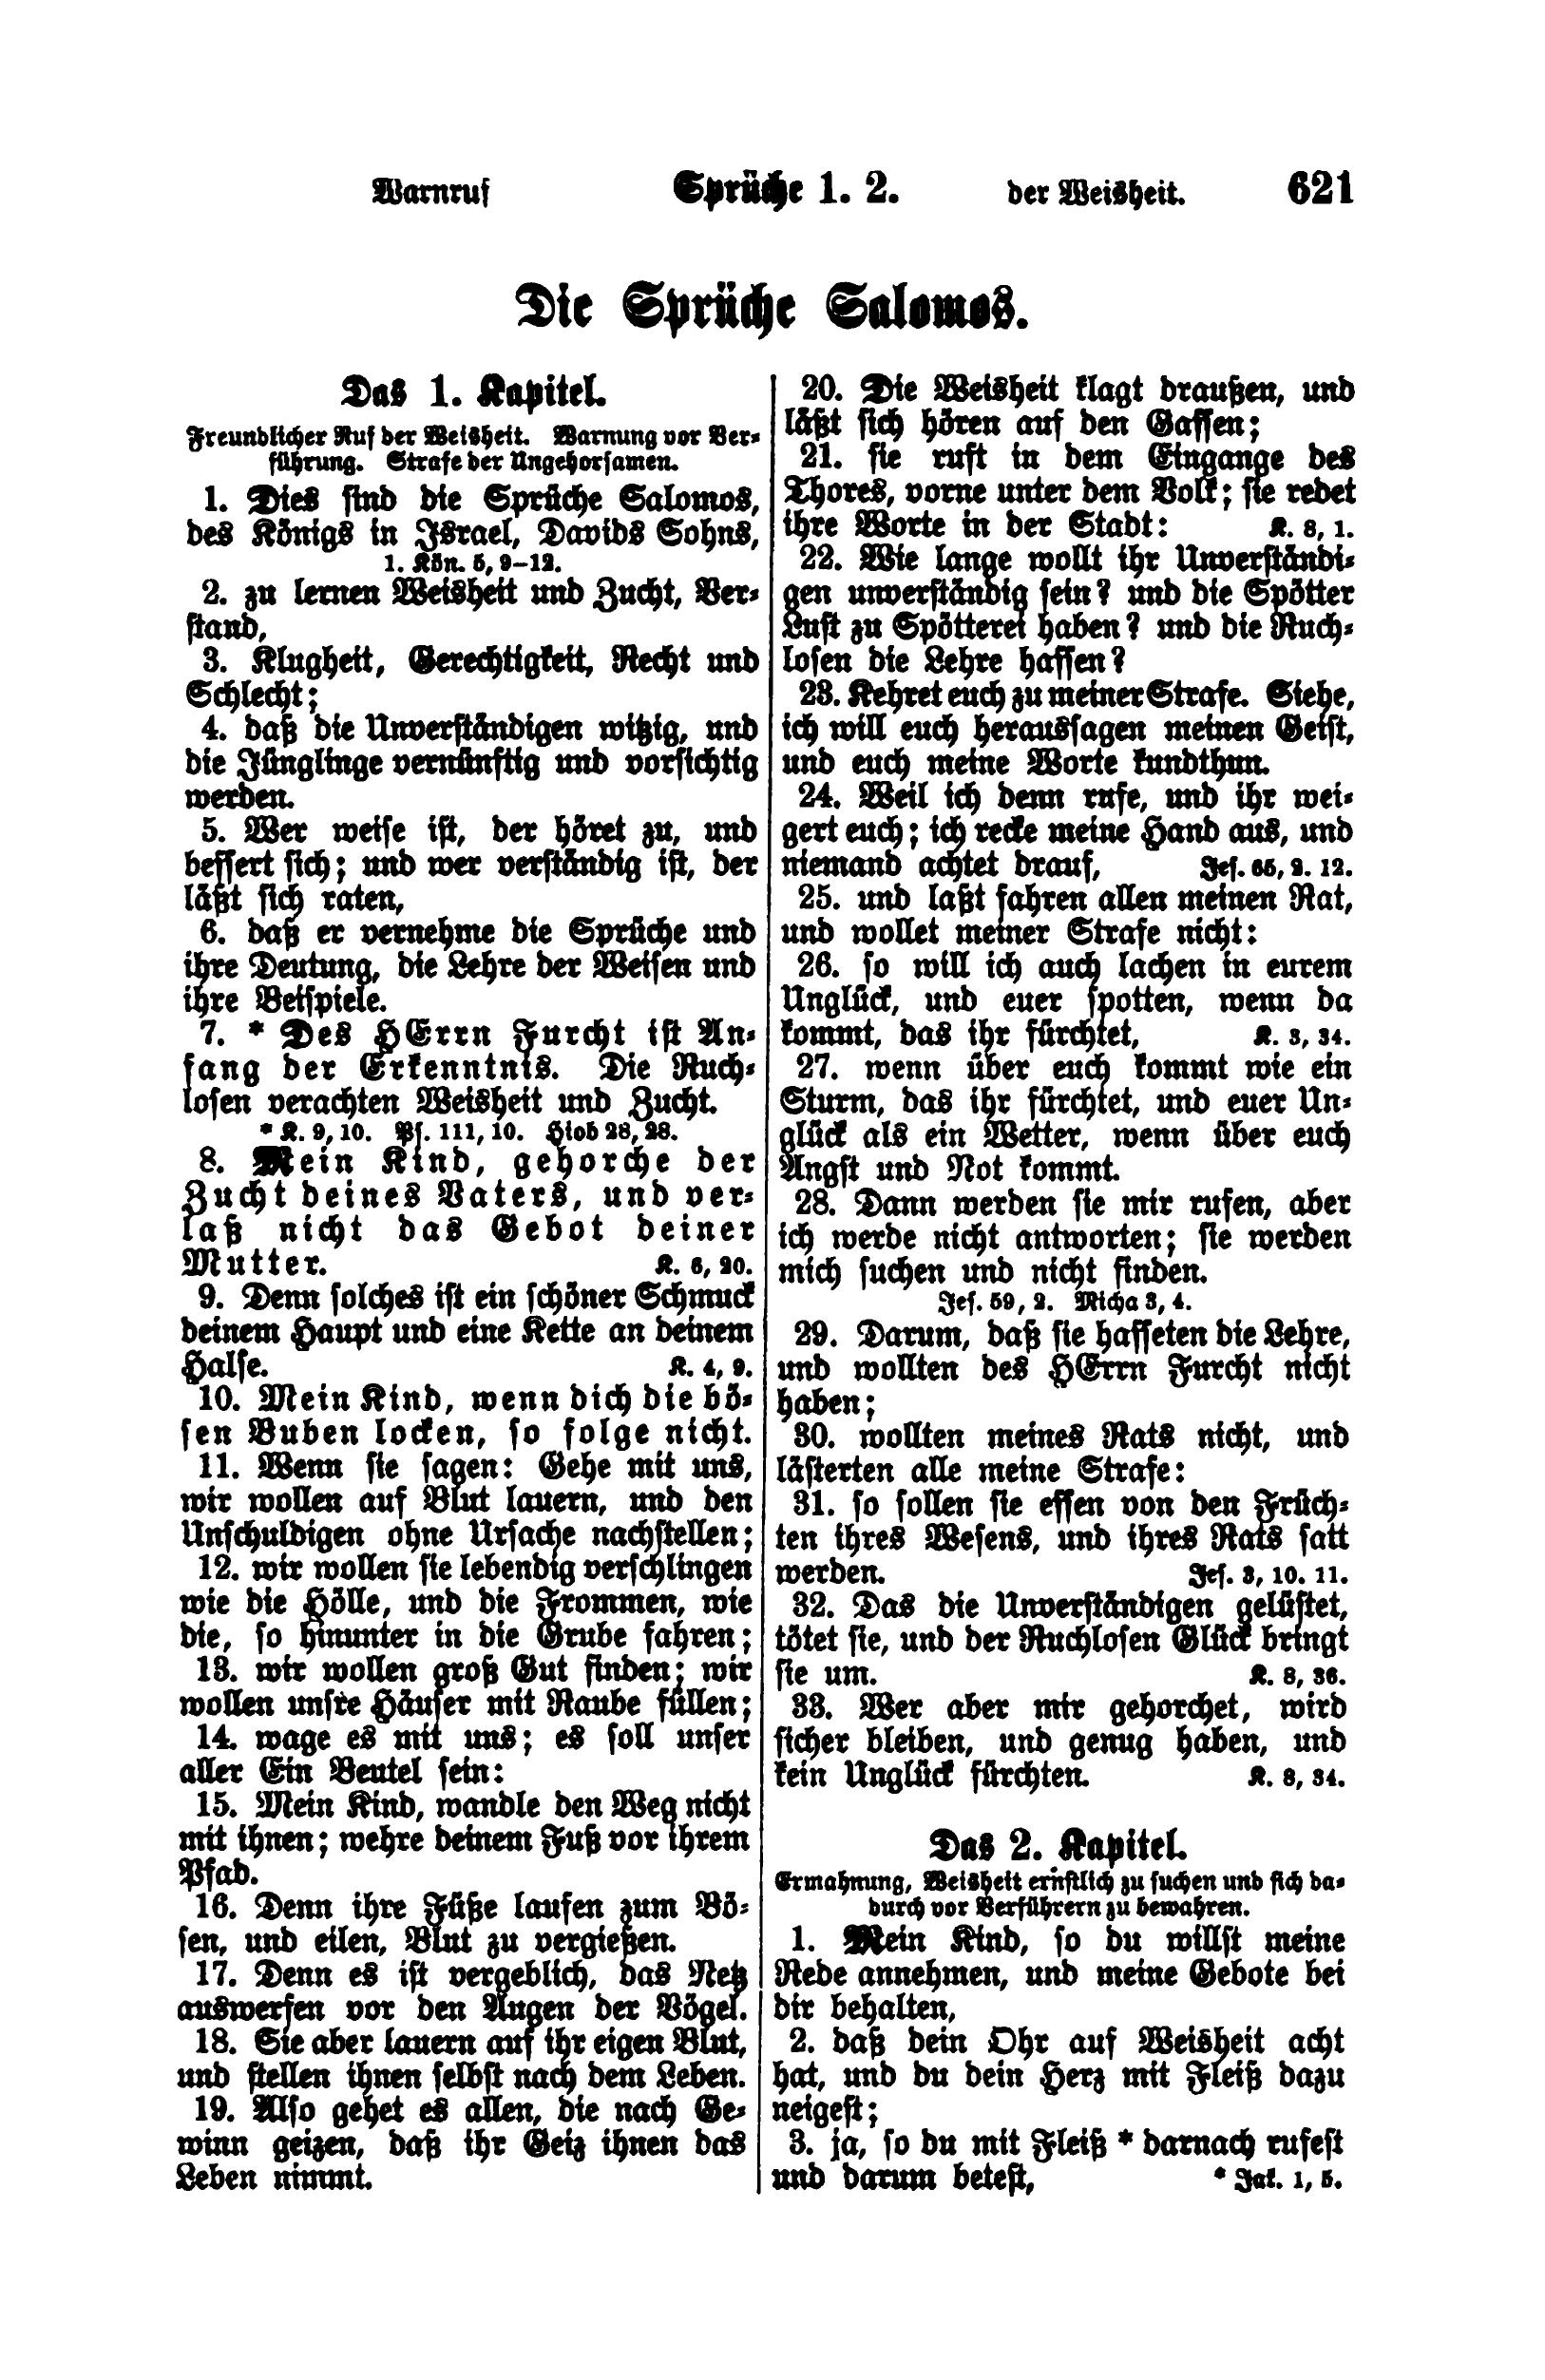 Warnruf Sprüche 1. 2. der Weisheit. 621
Die Sprüche Salomos.
Das 1. Kapitel.
Freundlicher Ruf der Weisheit. Warnung vor Ver-
führung. Strafe der Ungehorsamen.
1. Dies sind die Sprüche Salomos,
des Königs in Israel, Davids Sohns,
1. Kön. 5, 9–12.
2. zu lernen Weisheit und Zucht, Ver-
stand,
3. Klugheit, Gerechtigkeit, Recht und
Schlecht;
4. daß die Unverständigen witzig, und
die Jünglinge vernünftig und vorsichtig
werden.
5. Wer weise ist, der höret zu, und
bessert sich; und wer verständig ist, der
läßt sich raten,
6. daß er vernehme die Sprüche und
ihre Deutung, die Lehre der Weisen und
ihre Beispiele.
7. * Des HErrn Furcht ist An-
fang der Erkenntnis. Die Ruch-
losen verachten Weisheit und Zucht.
* K. 9, 10. Ps. 111, 10. Hiob 28, 28.
8. Mein Kind, gehorche der
Zucht deines Vaters, und ver-
laß nicht das Gebot deiner
Mutter. K. 6, 20.
9. Denn solches ist ein schöner Schmuck
deinem Haupt und eine Kette an deinem
Halse. K. 4, 9.
10. Mein Kind, wenn dich die bö-
sen Buben locken, so folge nicht.
11. Wenn sie sagen: Gehe mit uns,
wir wollen auf Blut lauern, und den
Unschuldigen ohne Ursache nachstellen;
12. wir wollen sie lebendig verschlingen
wie die Hölle, und die Frommen, wie
die, so hinunter in die Grube fahren;
13. wir wollen groß Gut finden; wir
wollen unsre Häuser mit Raube füllen;
14. wage es mit uns; es soll unser
aller Ein Beutel sein:
15. Mein Kind, wandle den Weg nicht
mit ihnen; wehre deinem Fuß vor ihrem
Pfad.
16. Denn ihre Füße laufen zum Bö-
sen, und eilen, Blut zu vergießen.
17. Denn es ist vergeblich, das Netz
auswerfen vor den Augen der Vögel.
18. Sie aber lauern auf ihr eigen Blut,
und stellen ihnen selbst nach dem Leben.
19. Also gehet es allen, die nach Ge-
winn geizen, daß ihr Geiz ihnen das
Leben nimmt.
20. Die Weisheit klagt draußen, und
läßt sich hören auf den Gassen;
21. sie ruft in dem Eingange des
Thores, vorne unter dem Volk; sie redet
ihre Worte in der Stadt: K. 8, 1.
22. Wie lange wollt ihr Unverständi-
gen unverständig sein? und die Spötter
Lust zu Spötterei haben? und die Ruch-
losen die Lehre hassen?
23. Kehret euch zu meiner Strafe. Siehe,
ich will euch heraussagen meinen Geist,
und euch meine Worte kundthun.
24. Weil ich denn rufe, und ihr wei-
gert euch; ich recke meine Hand aus, und
niemand achtet drauf, Jes. 65, 2. 12.
25. und laßt fahren allen meinen Rat,
und wollet meiner Strafe nicht:
26. so will ich auch lachen in eurem
Unglück, und euer spotten, wenn da
kommt, das ihr fürchtet, K. 3, 34.
27. wenn über euch kommt wie ein
Sturm, das ihr fürchtet, und euer Un-
glück als ein Wetter, wenn über euch
Angst und Not kommt.
28. Dann werden sie mir rufen, aber
ich werde nicht antworten; sie werden
mich suchen und nicht finden.
Jes. 59, 2. Micha 3, 4.
29. Darum, daß sie hasseten die Lehre,
und wollten des HErrn Furcht nicht
haben;
30. wollten meines Rats nicht, und
lästerten alle meine Strafe:
31. so sollen sie essen von den Früch-
ten ihres Wesens, und ihres Rats satt
werden. Jes. 3, 10. 11.
32. Das die Unverständigen gelüstet,
tötet sie, und der Ruchlosen Glück bringt
sie um. K. 8, 36.
33. Wer aber mir gehorchet, wird
sicher bleiben, und genug haben, und
kein Unglück fürchten. K. 8, 34.
Das 2. Kapitel.
Ermahnung, Weisheit ernstlich zu suchen und sich da-
durch vor Verführern zu bewahren.
1. Mein Kind, so du willst meine
Rede annehmen, und meine Gebote bei
dir behalten,
2. daß dein Ohr auf Weisheit acht
hat, und du dein Herz mit Fleiß dazu
neigest;
3. ja, so du mit Fleiß * darnach rufest
und darum betest, * Jak. 1, 5.